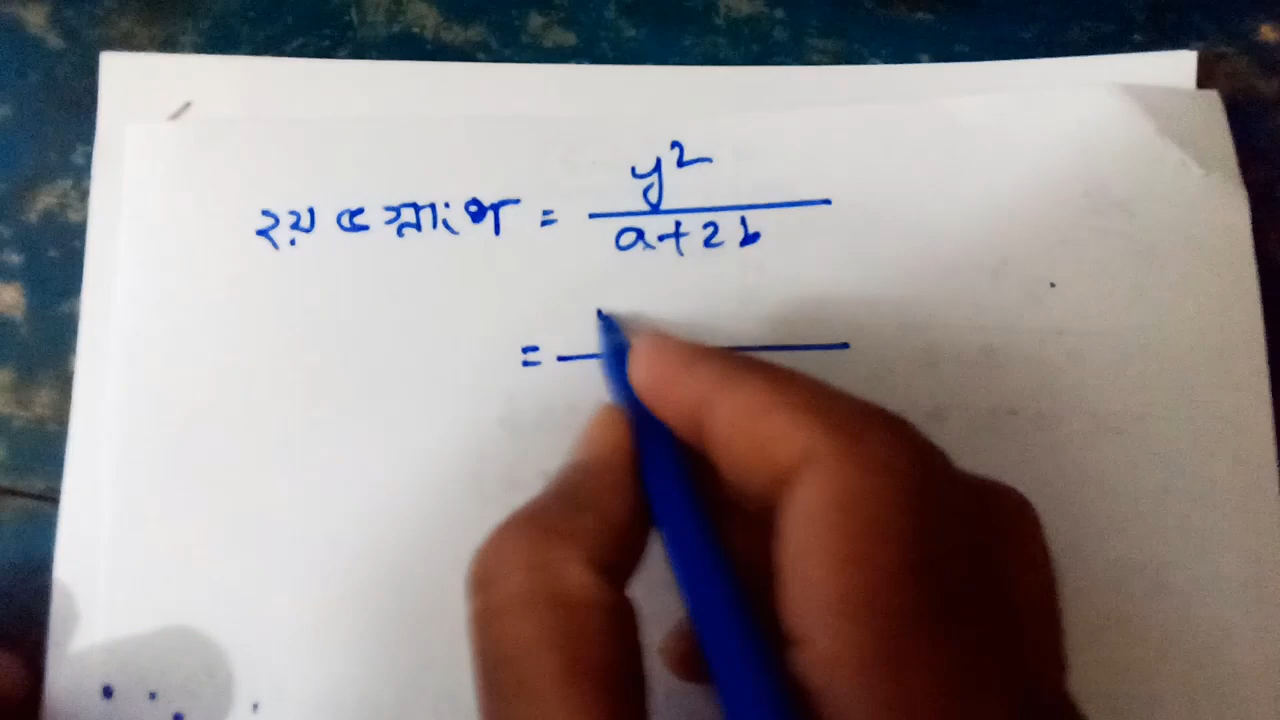 ২য় ভগ্নাংশ = y² / a+2b
=